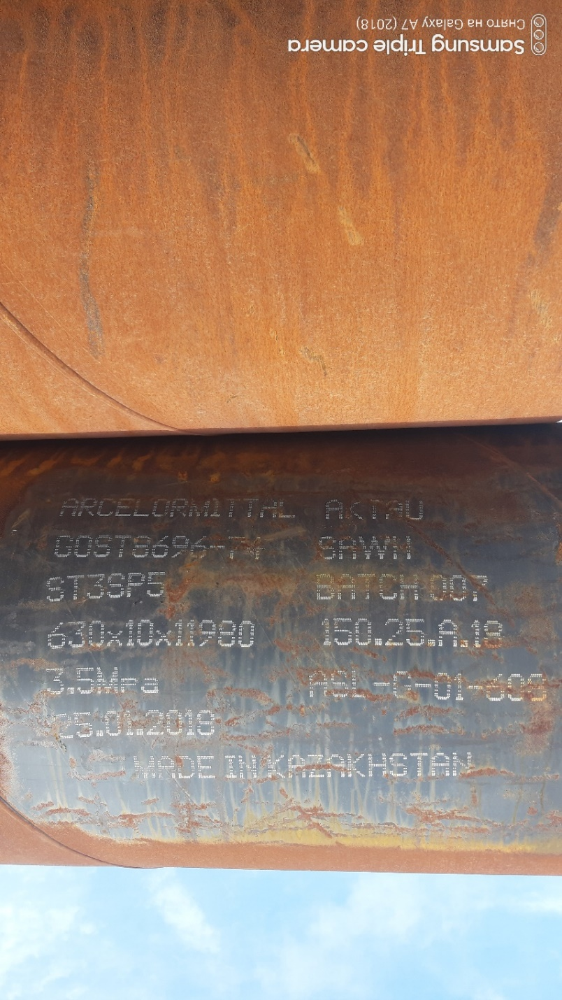 ARCELORMITTAL AKTAU
GOST8696-74 SAWH
ST3SP5 BATCH 007
630x10x11980 150.25.A.18
3.5Mpa ASL-G-01-608
25.01.2018
MADE IN KAZAKHSTAN
Samsung Triple camera
Снято на Galaxy A7 (2018)